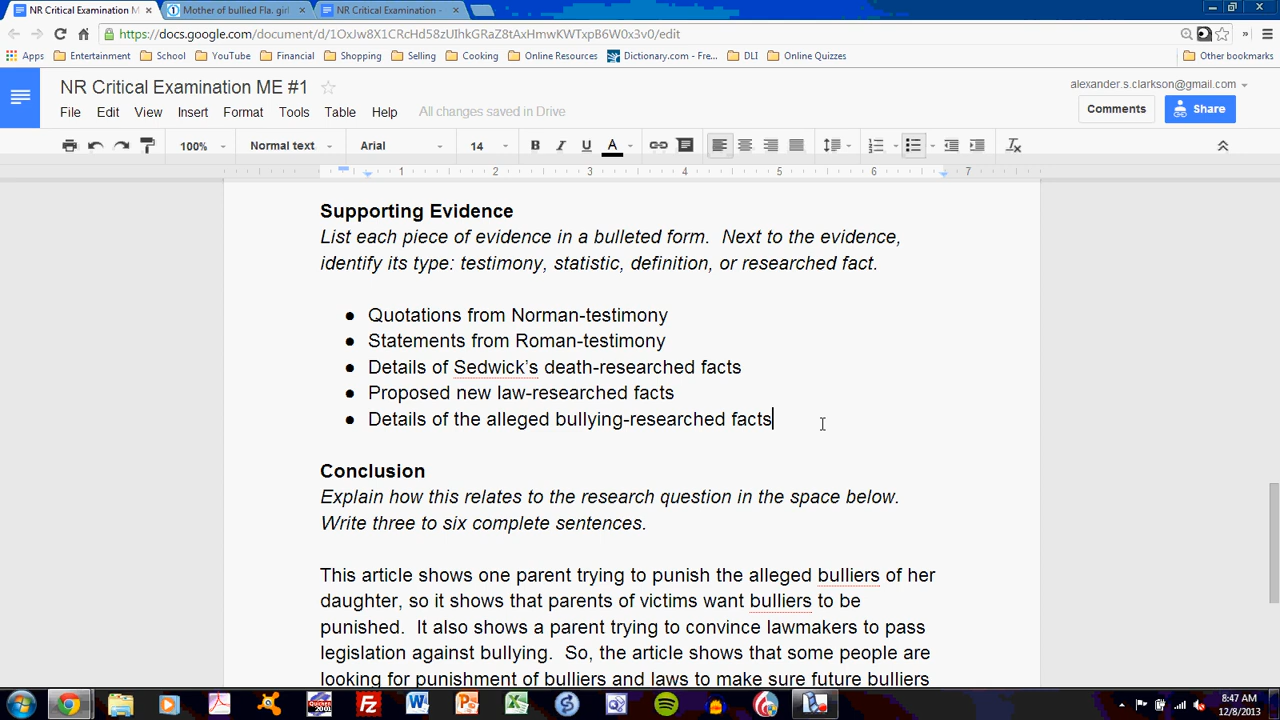 NR Critical Examination ME
Mother of bullied Fla. girl
NR Critical Examination -
https://docs.google.com/document/d/1OxJw8X1CRcHd58zUIhkGRaZ8tAxHmwKWTxpB6W0x3v0/edit
Apps Entertainment School YouTube Financing Shopping Selling Cooking Online Resources Dictionary.com - Fre... DLI Online Quizzes Other bookmarks
NR Critical Examination ME #1
alexander.s.clarkson@gmail.com
File Edit View Insert Format Tools Table Help All changes saved in Drive
Comments Share
100% Normal text Arial 14 B I U A
1 2 3 4 5 6 7
Supporting Evidence
List each piece of evidence in a bulleted form. Next to the evidence,
identify its type: testimony, statistic, definition, or researched fact.
● Quotations from Norman-testimony
● Statements from Roman-testimony
● Details of Sedwick's death-researched facts
● Proposed new law-researched facts
● Details of the alleged bullying-researched facts
Conclusion
Explain how this relates to the research question in the space below.
Write three to six complete sentences.
This article shows one parent trying to punish the alleged bulliers of her
daughter, so it shows that parents of victims want bulliers to be
punished. It also shows a parent trying to convince lawmakers to pass
legislation against bullying. So, the article shows that some people are
looking for punishment of bulliers and laws to make sure future bulliers
8:47 AM
12/8/2013